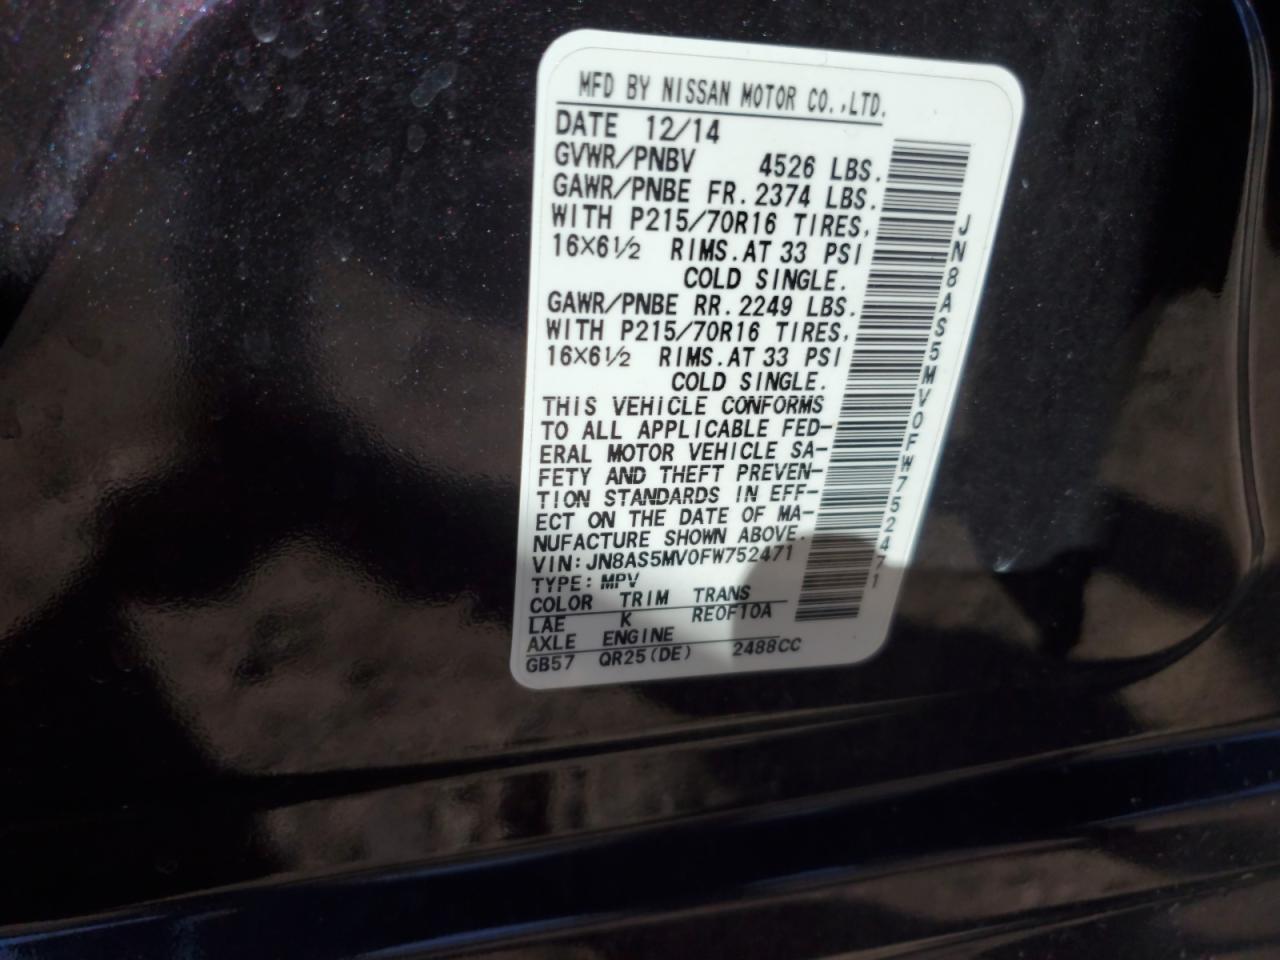 MFD BY NISSAN MOTOR CO.,LTD.
DATE 12/14
GVWR/PNBV 4526 LBS.
GAWR/PNBE FR. 2374 LBS.
WITH P215/70R16 TIRES,
16×6½ RIMS. AT 33 PSI
COLD SINGLE.
GAWR/PNBE RR. 2249 LBS.
WITH P215/70R16 TIRES,
16×6½ RIMS. AT 33 PSI
COLD SINGLE.
THIS VEHICLE CONFORMS
TO ALL APPLICABLE FED-
ERAL MOTOR VEHICLE SA-
FETY AND THEFT PREVEN-
TION STANDARDS IN EFF-
ECT ON THE DATE OF MA-
NUFACTURE SHOWN ABOVE.
VIN: JN8AS5MV0FW752471
TYPE: MPV
COLOR TRIM TRANS
LAE K RE0F10A
AXLE ENGINE
GB57 QR25(DE) 2488CC
JN8AS5MV0FW752471